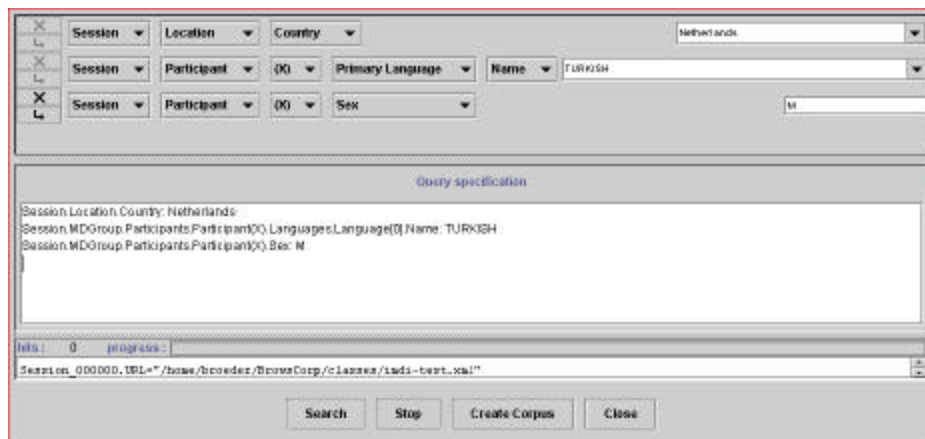 Session Location Country Netherlands
Session Participant (X) Primary Language Name TURKISH
Session Participant (X) Sex M
Query specification
Session.Location.Country: Netherlands
Session.MDGroup.Participants.Participant(X).Languages.Language[0].Name: TURKISH
Session.MDGroup.Participants.Participant(X).Sex: M
hits: 0 progress:
Session_000000.URL="/home/broeder/BrowsCorp/classes/imdi-test.xml"
Search Stop Create Corpus Close